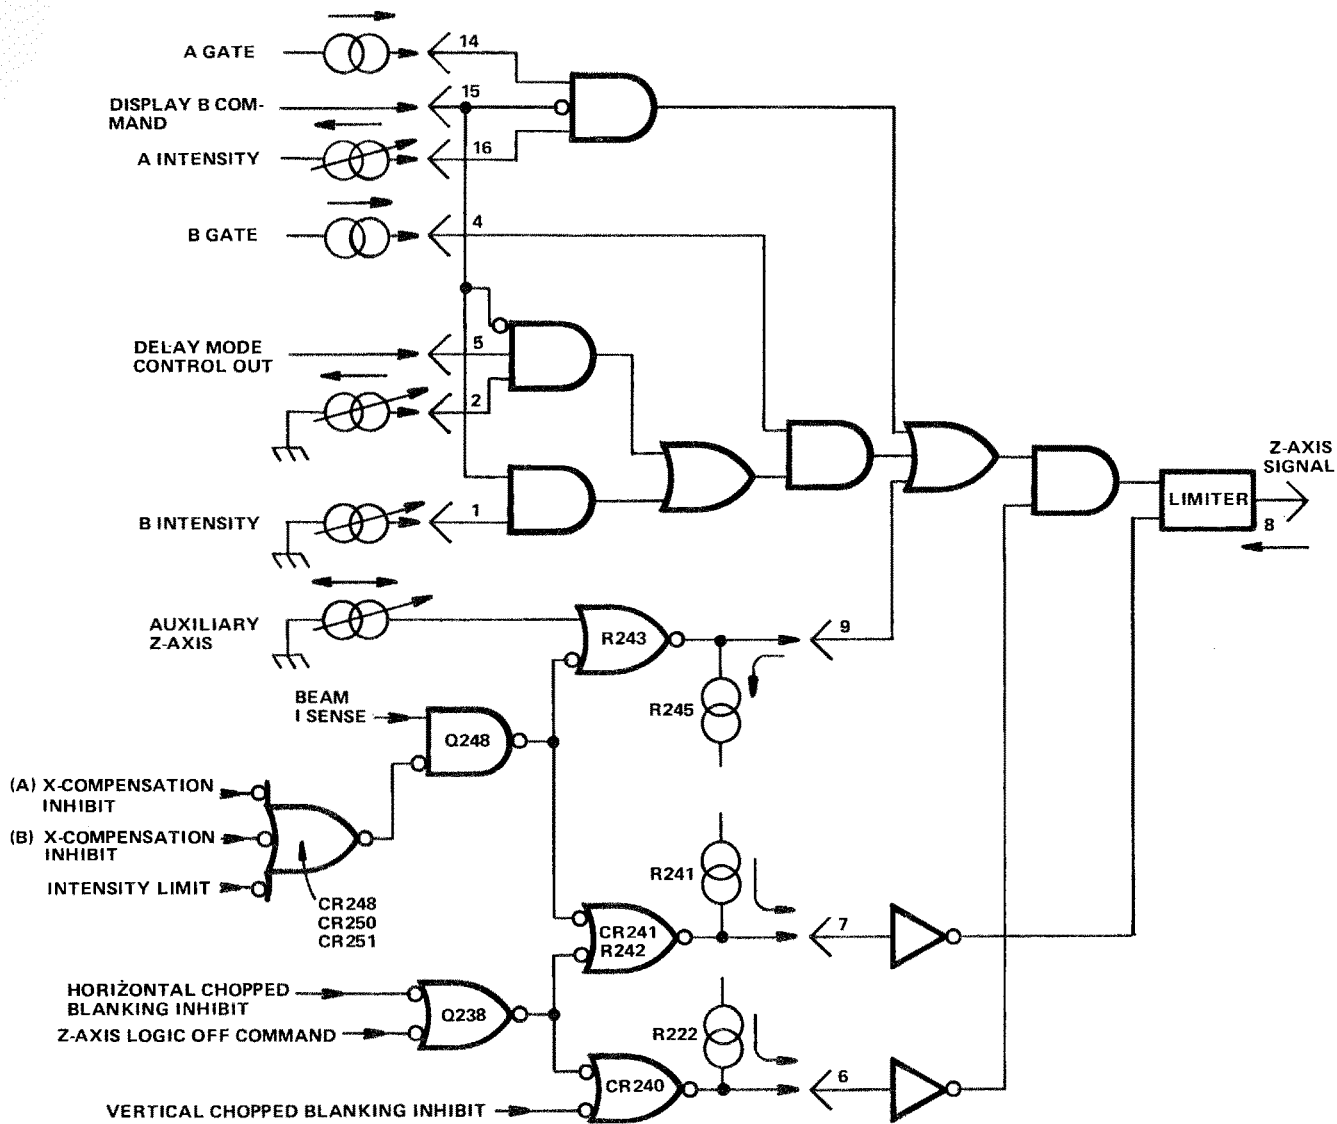 A GATE
14
DISPLAY B COM-
MAND
15
A INTENSITY
16
B GATE
4
DELAY MODE
CONTROL OUT
5
2
B INTENSITY
1
Z-AXIS
SIGNAL
LIMITER
8
AUXILIARY
Z-AXIS
R243
9
R245
BEAM
I SENSE
Q248
(A) X-COMPENSATION
INHIBIT
(B) X-COMPENSATION
INHIBIT
INTENSITY LIMIT
CR248
CR250
CR251
R241
CR241
R242
7
HORIZONTAL CHOPPED
BLANKING INHIBIT
Z-AXIS LOGIC OFF COMMAND
Q238
R222
CR240
6
VERTICAL CHOPPED BLANKING INHIBIT